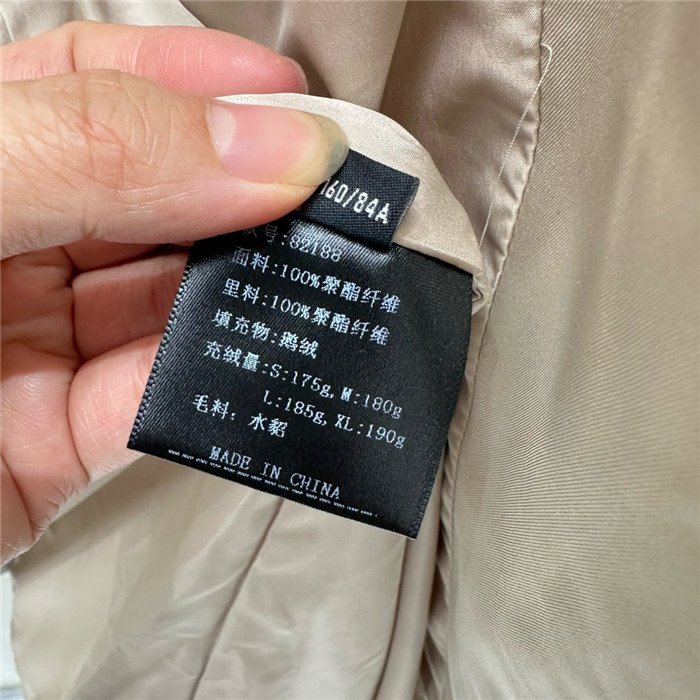 160/84A
号:82188
面料:100%聚酯纤维
里料:100%聚酯纤维
填充物:鹅绒
充绒量:S:175g,M:180g
L:185g,XL:190g
毛料:水貂
MADE IN CHINA